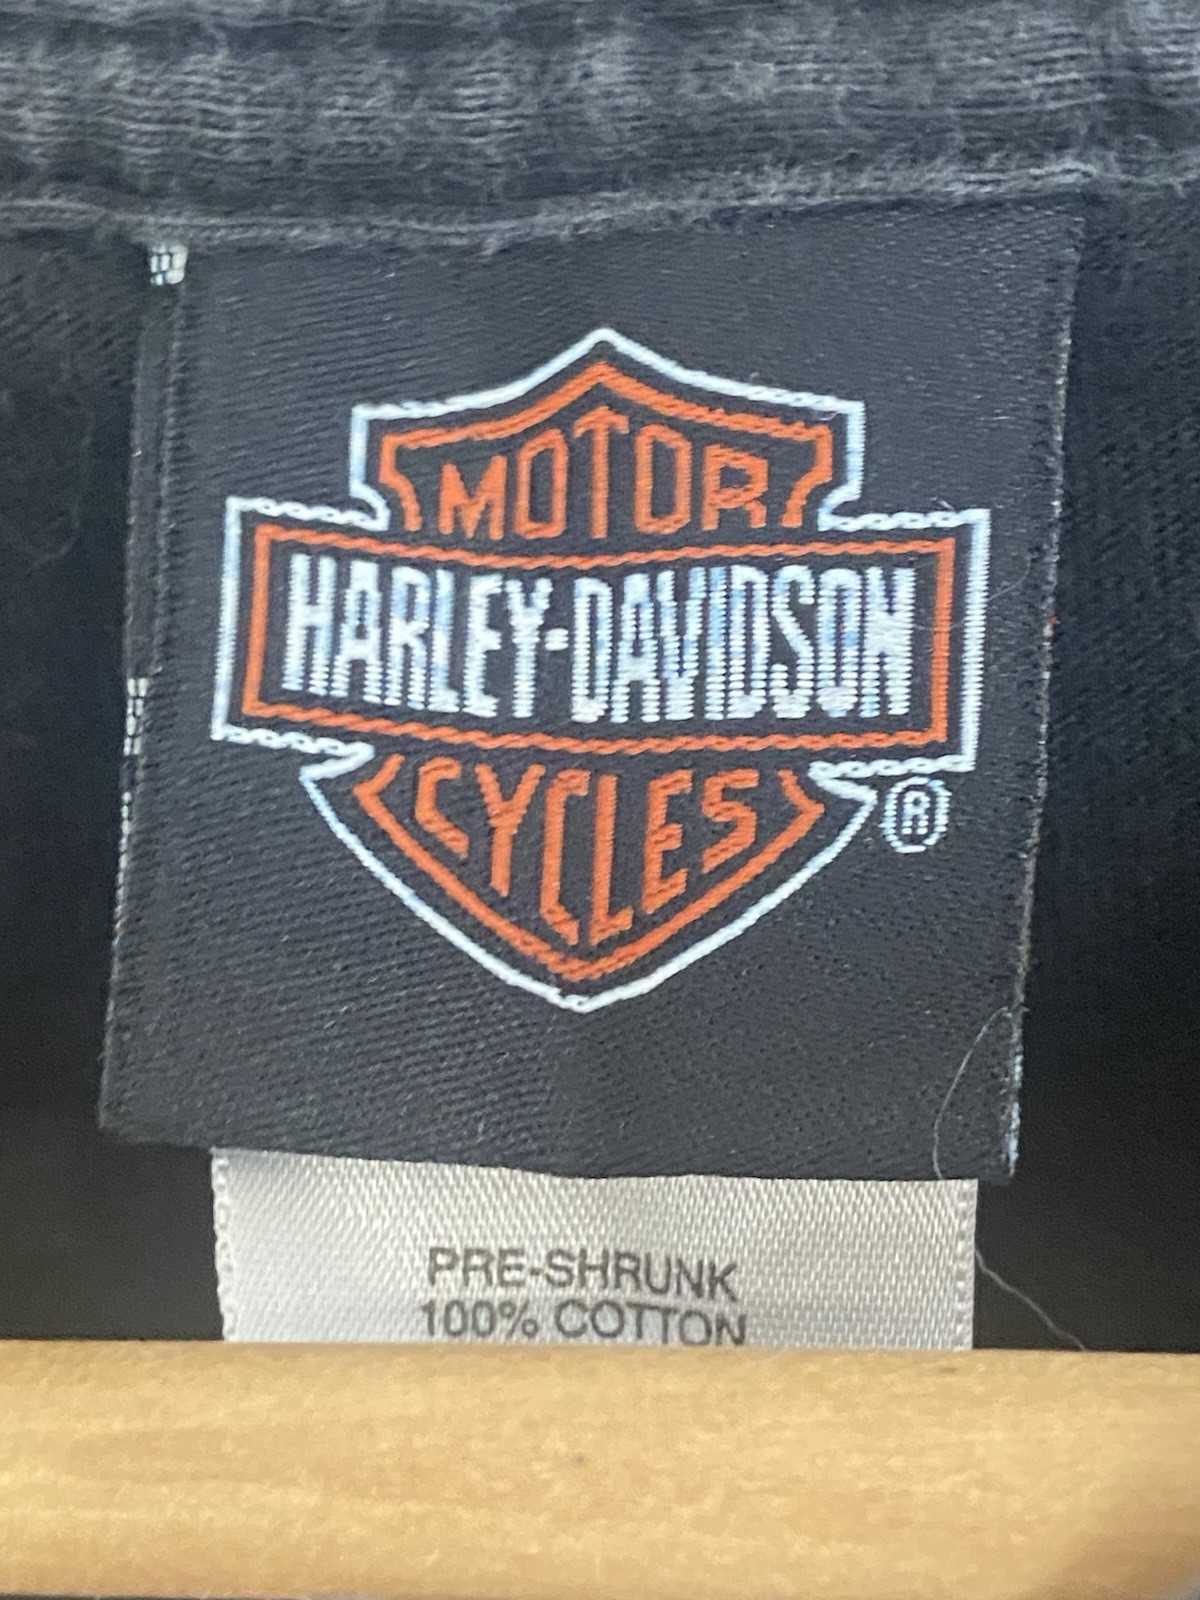 MOTOR
HARLEY-DAVIDSON
CYCLES
®
PRE-SHRUNK
100% COTTON